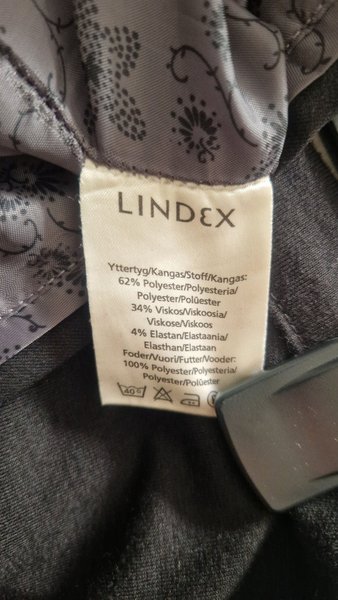 LINDEX
Yttertyg/Kangas/Stoff/Kangas:
62% Polyester/Polyesteria/
Polyester/Polüester
34% Viskos/Viskoosia/
Viskose/Viskoos
4% Elastan/Elastaania/
Elasthan/Elastaan
Foder/Vuori/Futter/Vooder:
100% Polyester/Polyesteria/
Polyester/Polüester
40°